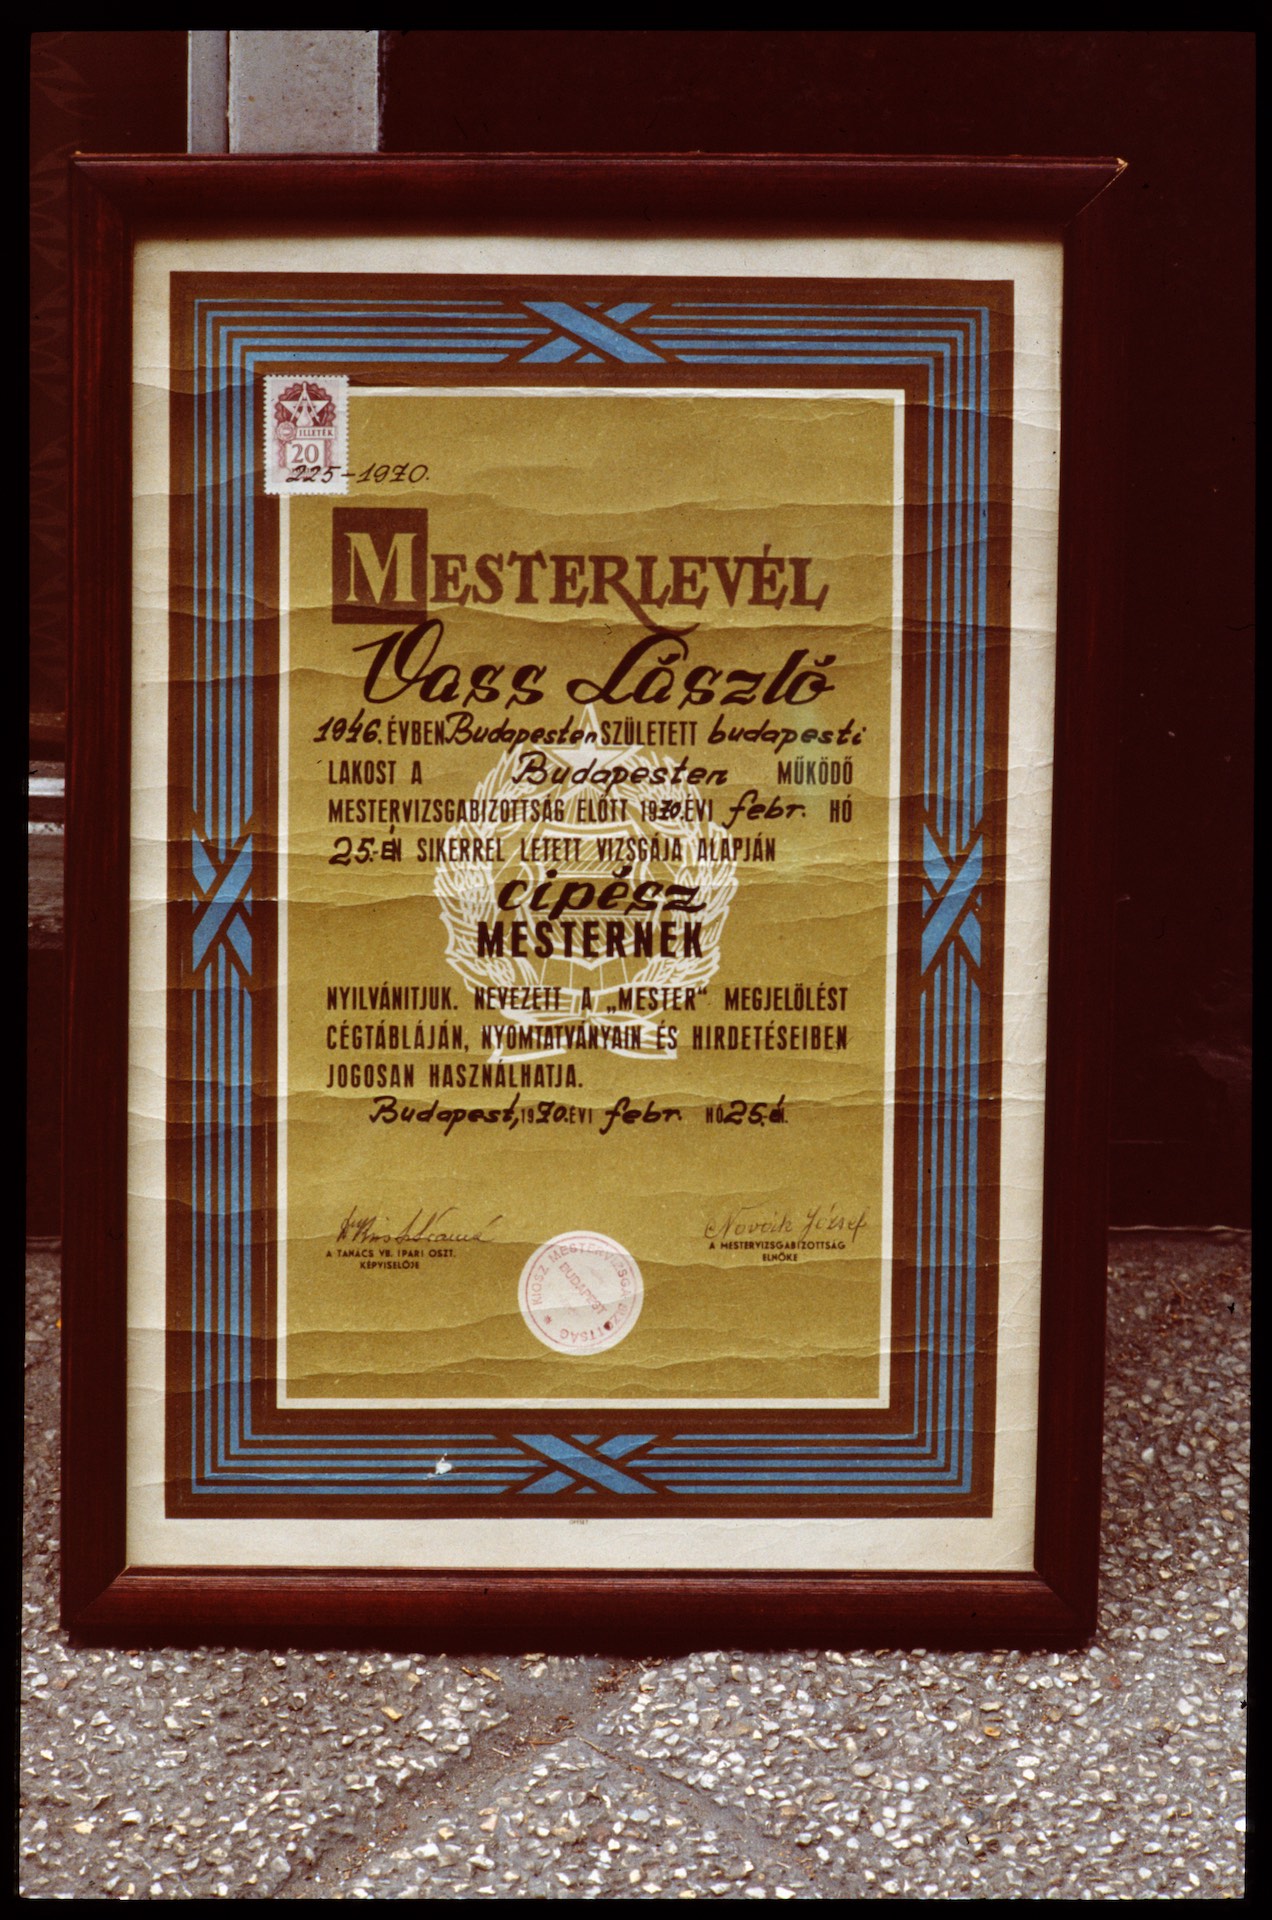 ILLETÉK
20
225-1970.
MESTERLEVÉL
Vass László
1946. ÉVBEN Budapesten SZÜLETETT budapesti
LAKOST A Budapesten MŰKÖDŐ
MESTERVIZSGABIZOTTSÁG ELŐTT 1970. ÉVI febr. HÓ
25.-ÉN SIKERREL LETETT VIZSGÁJA ALAPJÁN
cipész
MESTERNEK
NYILVÁNITJUK. NEVEZETT A „MESTER“ MEGJELÖLÉST
CÉGTÁBLÁJÁN, NYOMTATVÁNYAIN ÉS HIRDETÉSEIBEN
JOGOSAN HASZNÁLHATJA.
Budapest, 1970. ÉVI febr. HÓ 25.-én.
Novák József
A TANÁCS VB. IPARI OSZT.
KÉPVISELŐJE
A MESTERVIZSGABIZOTTSÁG
ELNÖKE
KIOSZ MESTERVIZSGA BIZOTTSÁG
BUDAPEST